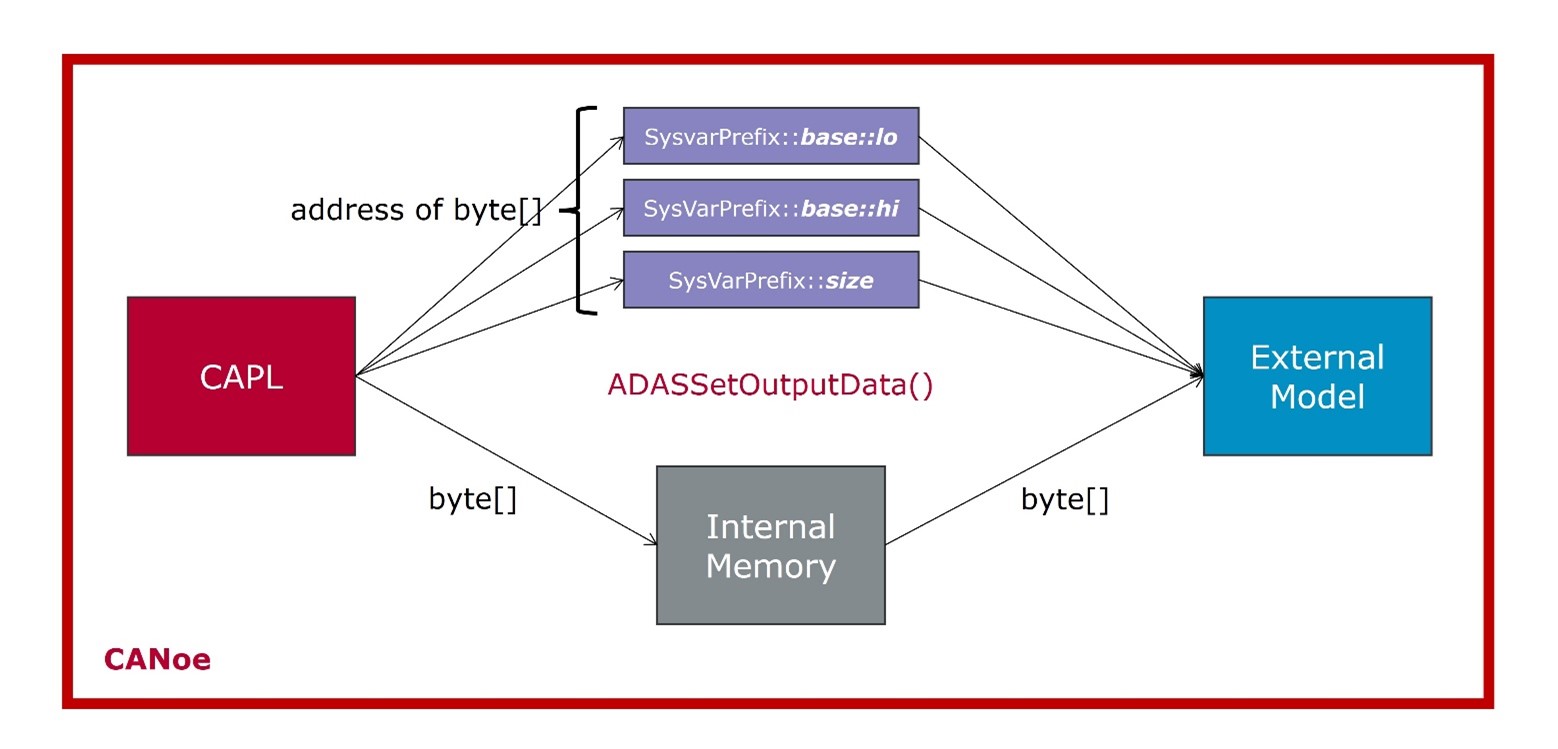 SysvarPrefix::base::lo
address of byte[]
SysVarPrefix::base::hi
SysVarPrefix::size
CAPL
ADASSetOutputData()
External
Model
byte[]
Internal
Memory
byte[]
CANoe